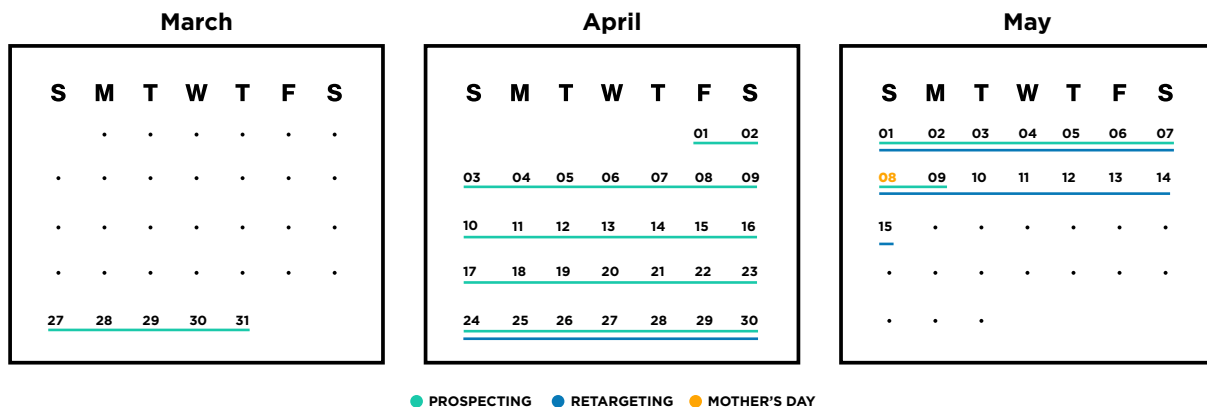 March
S M T W T F S
27 28 29 30 31
April
S M T W T F S
01 02
03 04 05 06 07 08 09
10 11 12 13 14 15 16
17 18 19 20 21 22 23
24 25 26 27 28 29 30
May
S M T W T F S
01 02 03 04 05 06 07
08 09 10 11 12 13 14
15
PROSPECTING RETARGETING MOTHER'S DAY